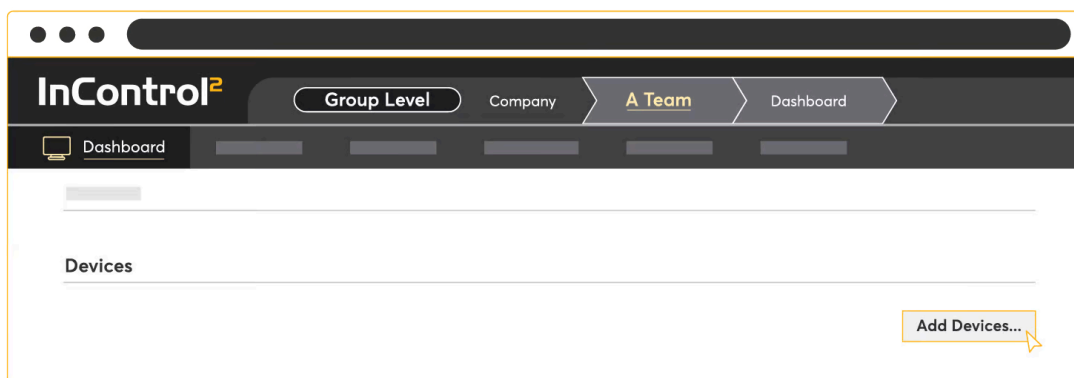 InControl2
Group Level Company A Team Dashboard
Dashboard
Devices
Add Devices...